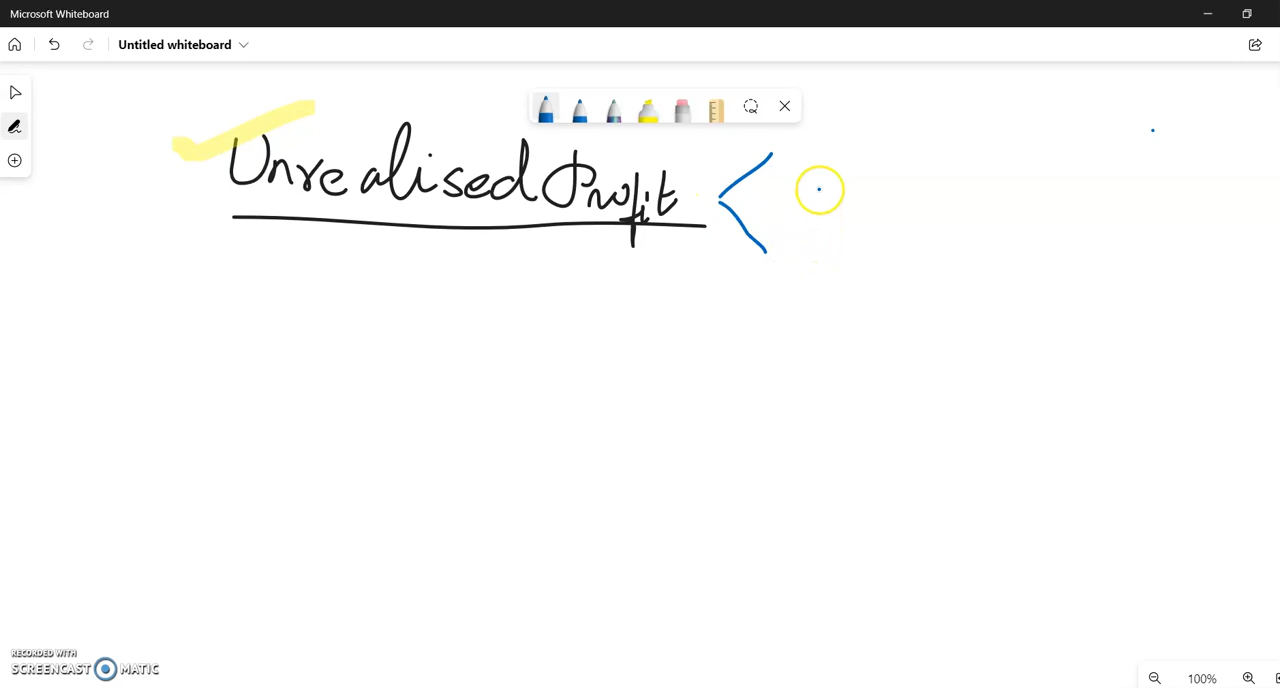 Microsoft Whiteboard
Untitled whiteboard
Unrealised Profit
RECORDED WITH
SCREENCAST MATIC
100%